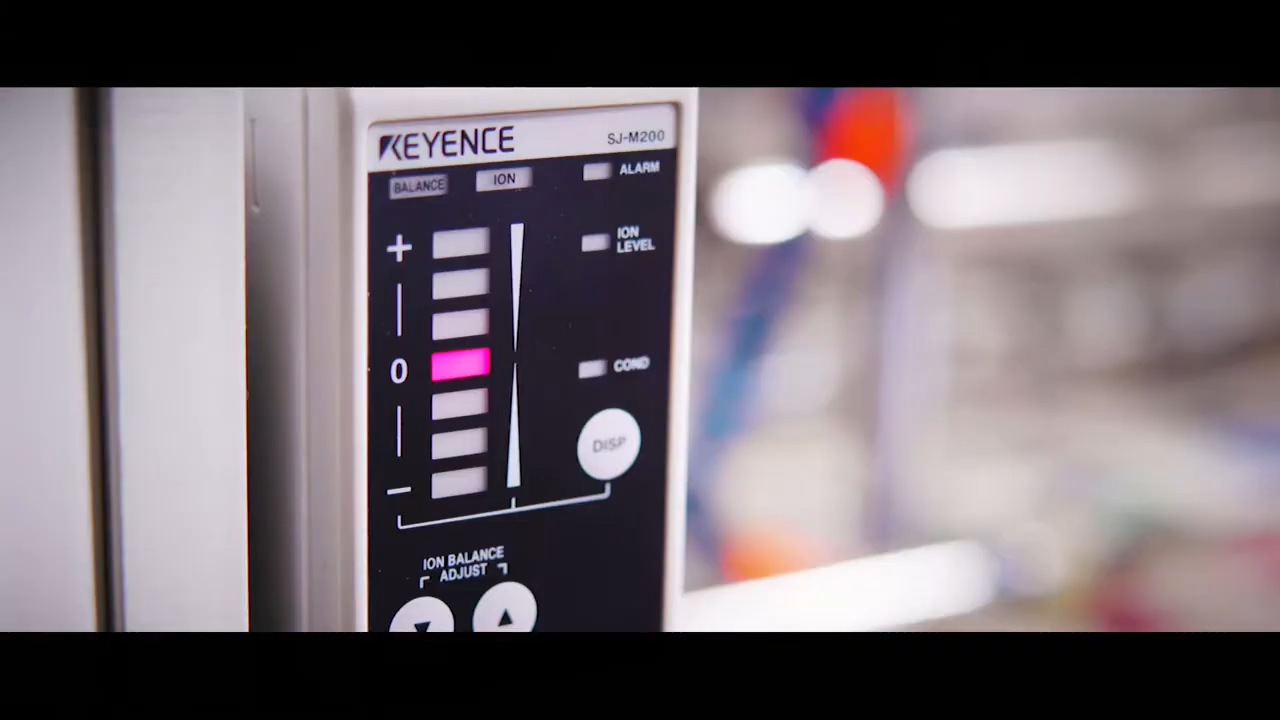 KEYENCE SJ-M200
BALANCE ION ALARM
+ ION
LEVEL
0 COND
DISP
−
ION BALANCE
ADJUST
▼ ▲